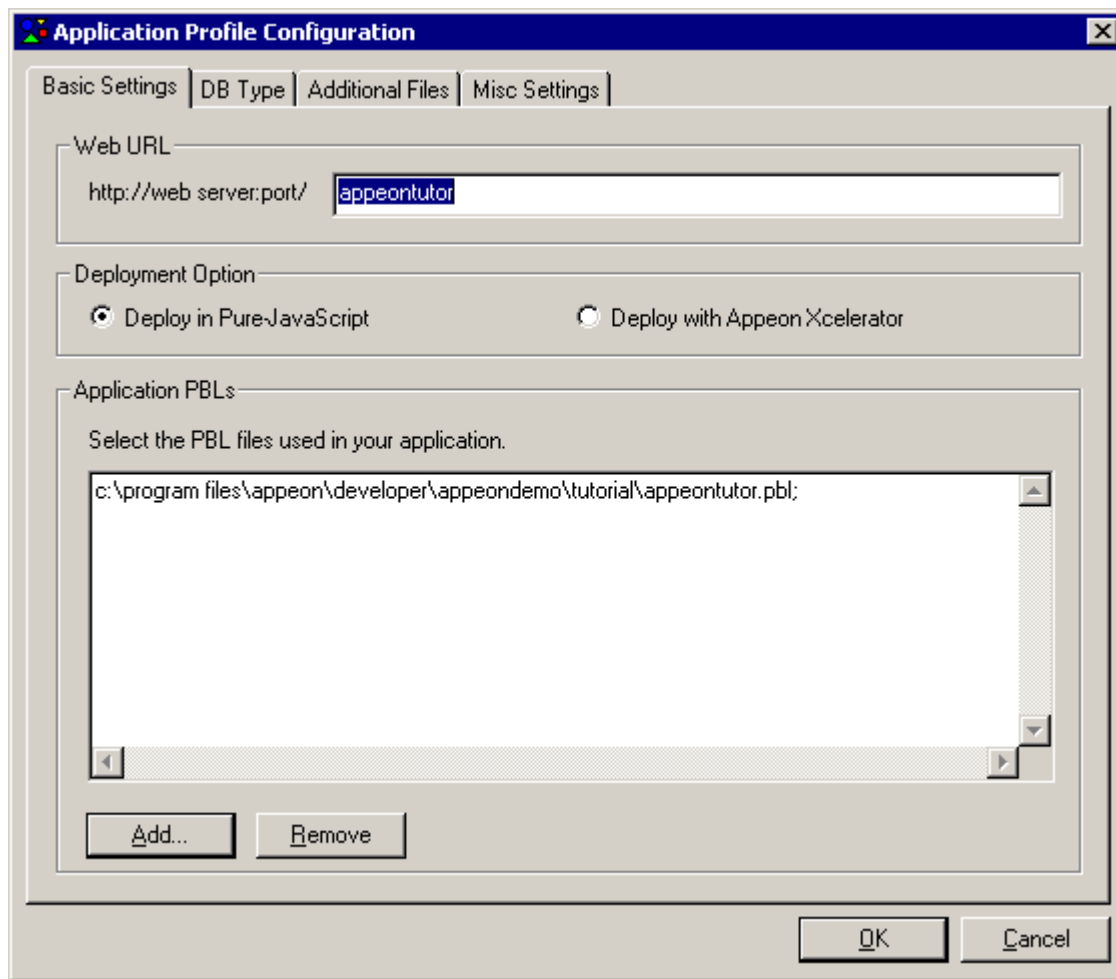 Application Profile Configuration
Basic Settings DB Type Additional Files Misc Settings
Web URL
http://web server:port/ appeontutor
Deployment Option
Deploy in Pure-JavaScript Deploy with Appeon Xcelerator
Application PBLs
Select the PBL files used in your application.
c:\program files\appeon\developer\appeondemo\tutorial\appeontutor.pbl;
Add... Remove
OK Cancel